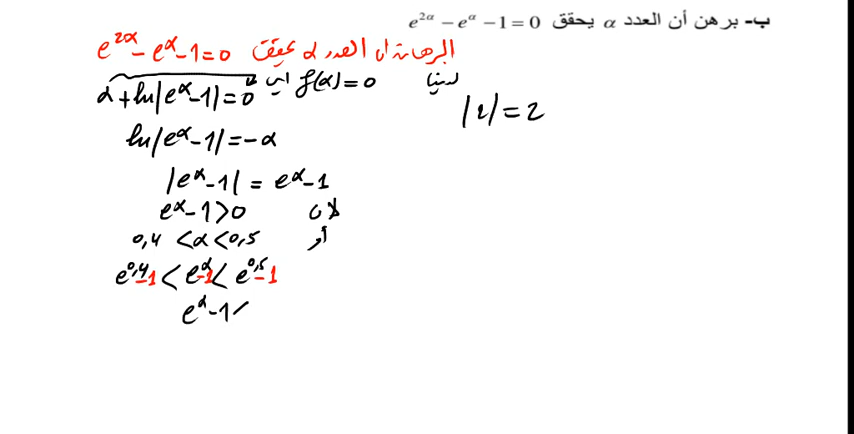 ب- برهن أن العدد α يحقق e^{2α} − e^{α} − 1 = 0
البرهان أن العدد α يحقق e^{2α} − e^{α} − 1 = 0
لدينا f(α) = 0 أي α + ln|e^{α} − 1| = 0
|2| = 2
ln|e^{α} − 1| = −α
|e^{α} − 1| = e^{α} − 1
لأن e^{α} − 1 > 0
أو 0,4 < α < 0,5
e^{0,4} − 1 < e^{α} − 1 < e^{0,5} − 1
e^{α} − 1